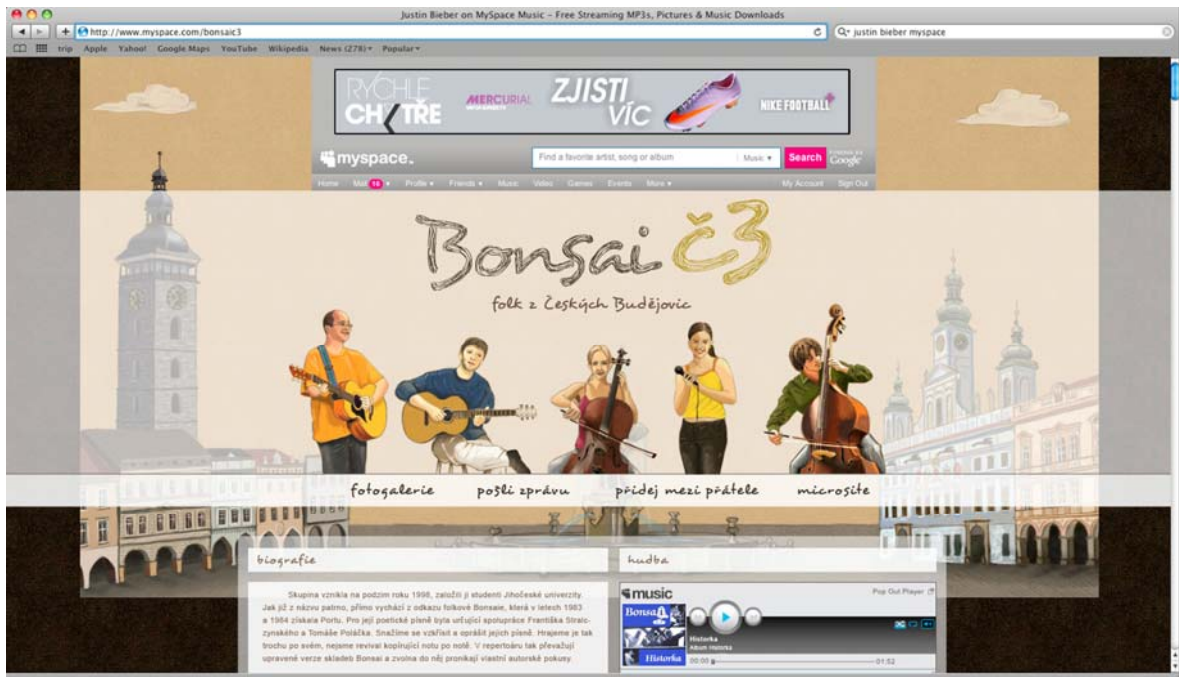 Justin Bieber on MySpace Music – Free Streaming MP3s, Pictures & Music Downloads
http://www.myspace.com/bonsaic3
justin bieber myspace
trip Apple Yahoo! Google Maps YouTube Wikipedia News (278) Popular
RYCHLE
CHYTŘE
MERCURIAL
ZJISTI
VÍC
NIKE FOOTBALL
myspace.
Find a favorite artist, song or album Music Search Google
Home Mail 10 Profile Friends Music Video Games Events More My Account Sign Out
Bonsai č3
folk z Českých Budějovic
fotogalerie pošli zprávu přidej mezi přátele microsite
biografie
Skupina vznikla na podzim roku 1998, založili ji studenti Jihočeské univerzity.
Jak již z názvu patrno, přímo vychází z odkazu folkové Bonsaie, která v letech 1983
a 1984 získala Portu. Pro její poetické písně byla určující spolupráce Františka Stralc-
zynského a Tomáše Poláčka. Snažíme se vzkřísit a oprášit jejich písně. Hrajeme je tak
trochu po svém, nejsme revival kopírující notu po notě. V repertoáru tak převažují
upravené verze skladeb Bonsai a zvolna do něj pronikají vlastní autorské pokusy.
hudba
music
Pop Out Player
Bonsai
Historka
Historka
Album Historka
00:00
01:52